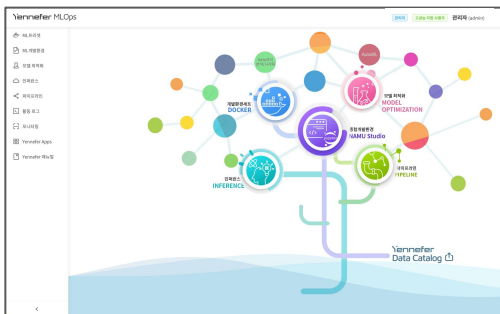 Yennefer MLOps
관리자
관리자 (admin)
ML프리셋
ML개발환경
모델 최적화
인퍼런스
파이프라인
활동 로그
모니터링
Yennefer Apps
Yennefer 매뉴얼
AutoML
개발환경세트
DOCKER
모델 최적화
MODEL
OPTIMIZATION
통합개발환경
NAMU Studio
인퍼런스
INFERENCE
파이프라인
PIPELINE
Yennefer
Data Catalog